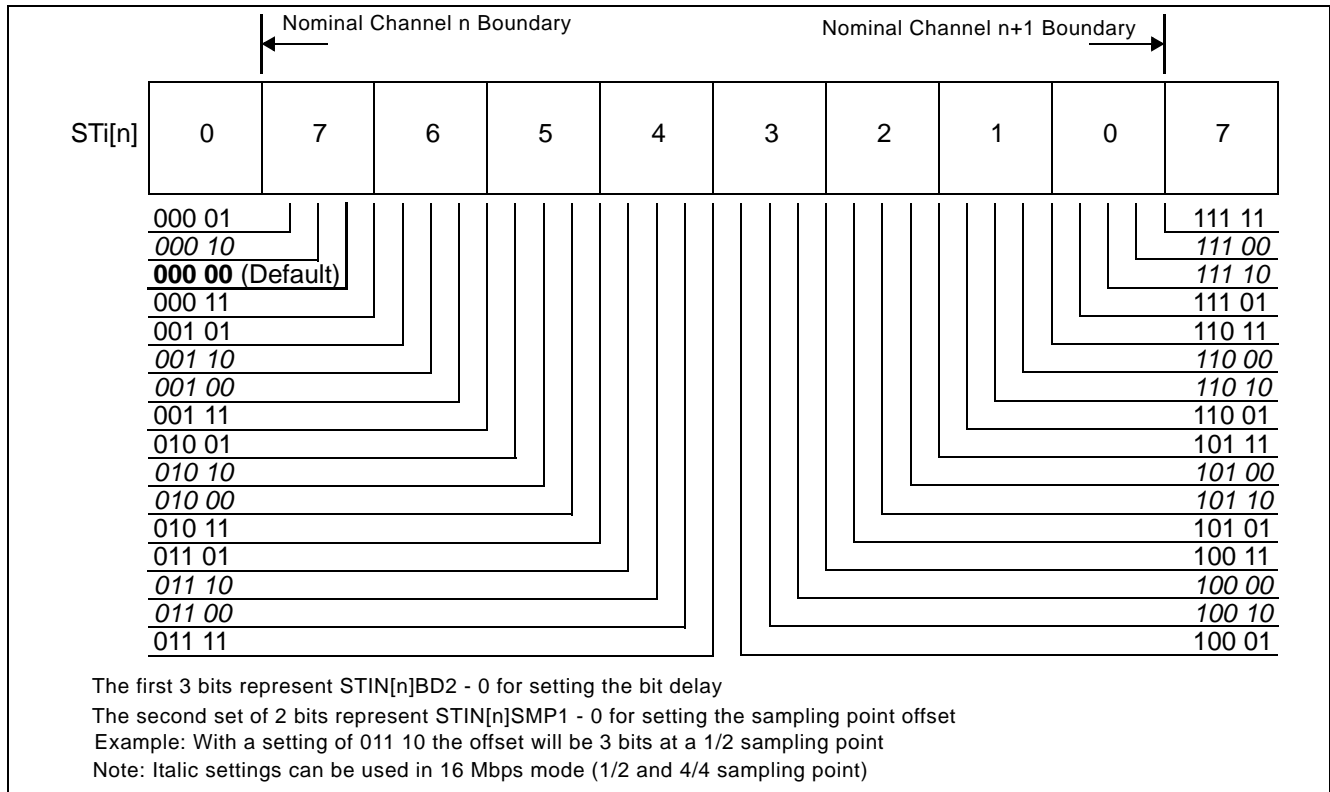 Nominal Channel n Boundary
Nominal Channel n+1 Boundary
STi[n] 0 7 6 5 4 3 2 1 0 7
000 01 111 11
000 10 111 00
000 00 (Default) 111 10
000 11 111 01
001 01 110 11
001 10 110 00
001 00 110 10
001 11 110 01
010 01 101 11
010 10 101 00
010 00 101 10
010 11 101 01
011 01 100 11
011 10 100 00
011 00 100 10
011 11 100 01
The first 3 bits represent STIN[n]BD2 - 0 for setting the bit delay
The second set of 2 bits represent STIN[n]SMP1 - 0 for setting the sampling point offset
Example: With a setting of 011 10 the offset will be 3 bits at a 1/2 sampling point
Note: Italic settings can be used in 16 Mbps mode (1/2 and 4/4 sampling point)